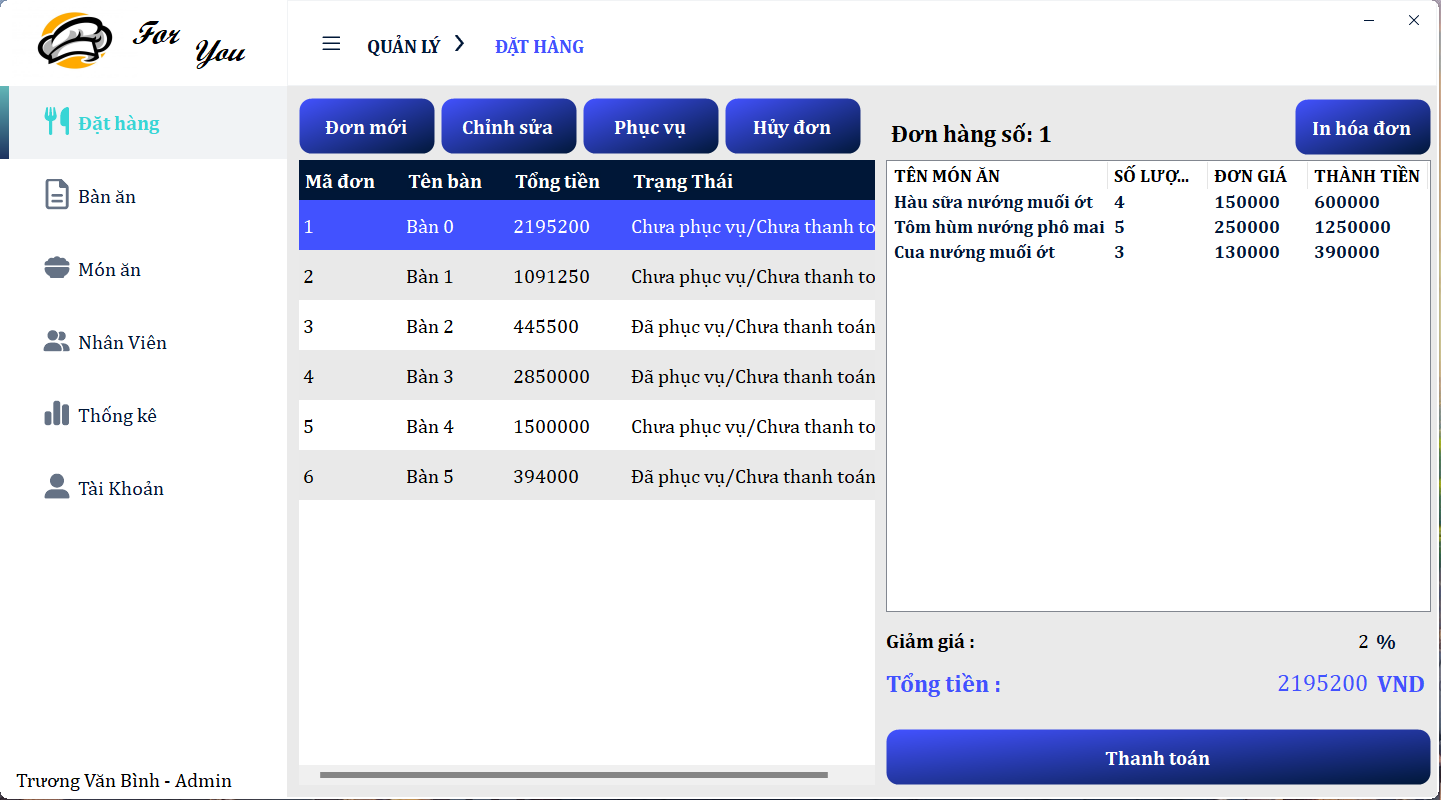 For
You
QUẢN LÝ
ĐẶT HÀNG
Đặt hàng
Bàn ăn
Món ăn
Nhân Viên
Thống kê
Tài Khoản
Trương Văn Bình - Admin
Đơn mới Chỉnh sửa Phục vụ Hủy đơn
Mã đơn Tên bàn Tổng tiền Trạng Thái
1 Bàn 0 2195200 Chưa phục vụ/Chưa thanh to
2 Bàn 1 1091250 Chưa phục vụ/Chưa thanh to
3 Bàn 2 445500 Đã phục vụ/Chưa thanh toán
4 Bàn 3 2850000 Đã phục vụ/Chưa thanh toán
5 Bàn 4 1500000 Chưa phục vụ/Chưa thanh to
6 Bàn 5 394000 Đã phục vụ/Chưa thanh toán
Đơn hàng số: 1
In hóa đơn
TÊN MÓN ĂN SỐ LƯỢ... ĐƠN GIÁ THÀNH TIỀN
Hàu sữa nướng muối ớt 4 150000 600000
Tôm hùm nướng phô mai 5 250000 1250000
Cua nướng muối ớt 3 130000 390000
Giảm giá : 2 %
Tổng tiền : 2195200 VND
Thanh toán